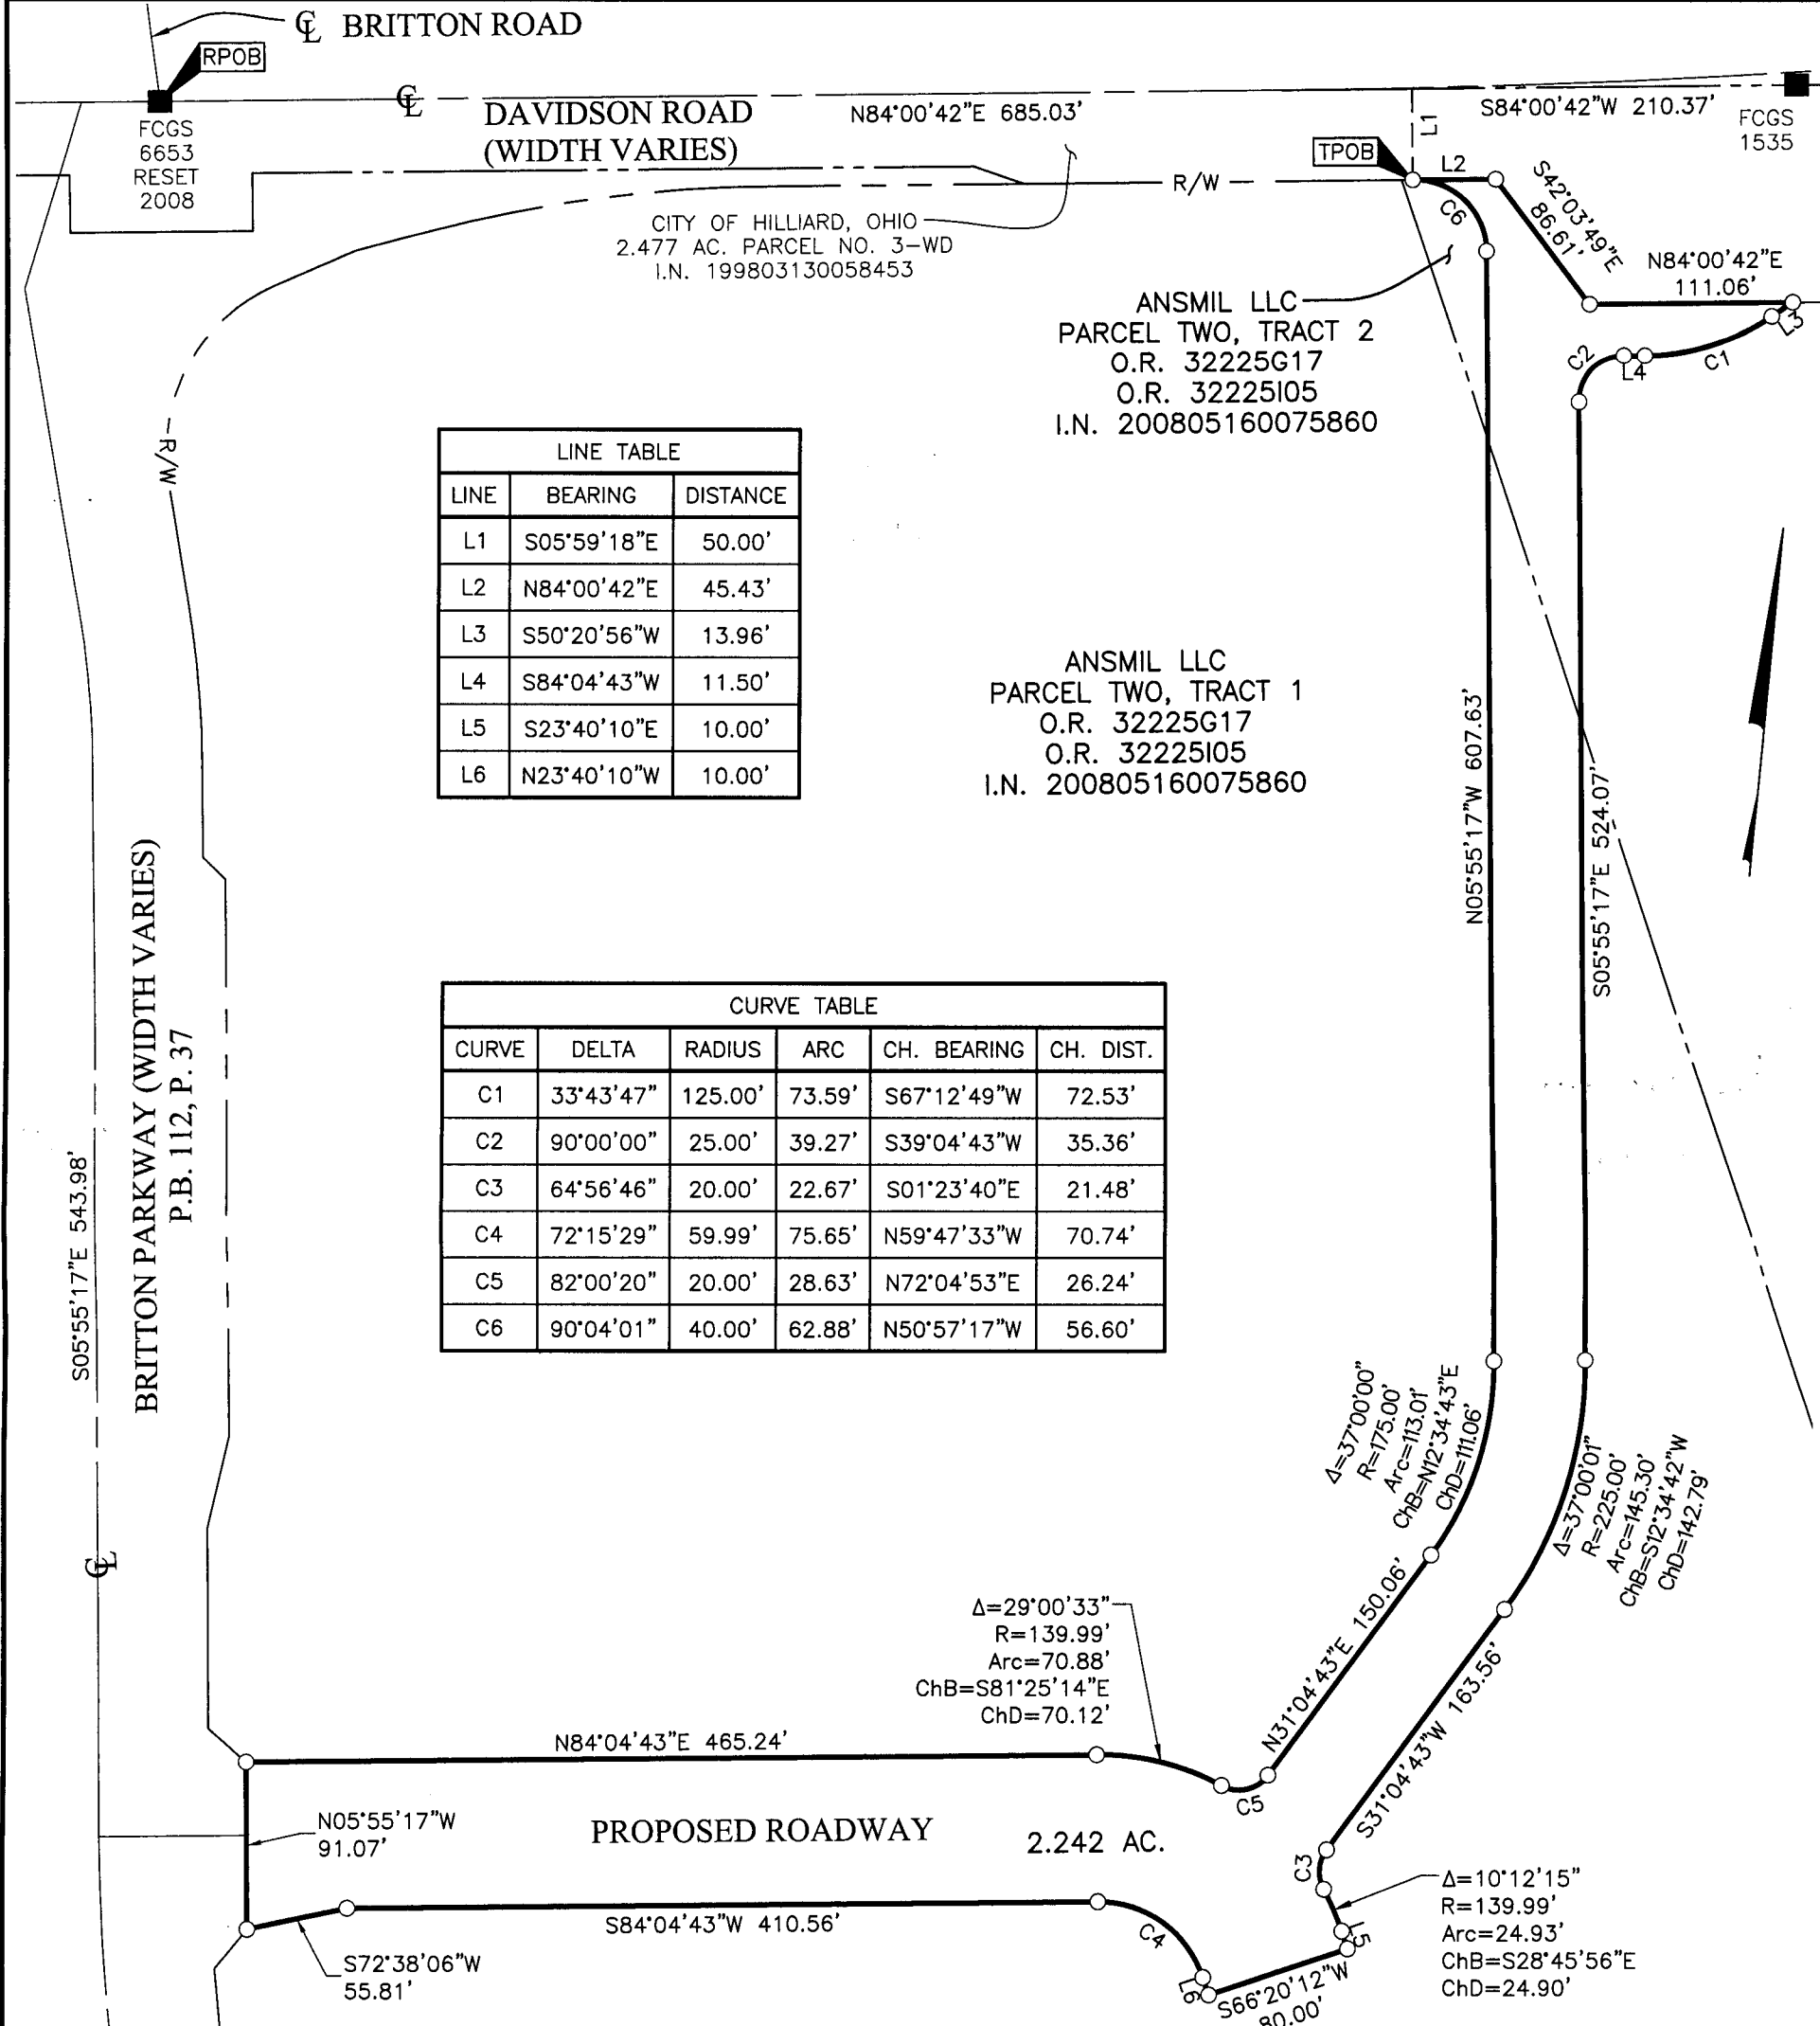 ℄ BRITTON ROAD
RPOB
℄
DAVIDSON ROAD
(WIDTH VARIES)
N84°00'42"E 685.03'
L1
S84°00'42"W 210.37'
FCGS
6653
RESET
2008
FCGS
1535
TPOB
L2
R/W
C6
S42°03'49"E
86.61'
N84°00'42"E
111.06'
L3
C1
L4
C2
CITY OF HILLIARD, OHIO
2.477 AC. PARCEL NO. 3-WD
I.N. 199803130058453
ANSMIL LLC
PARCEL TWO, TRACT 2
O.R. 32225G17
O.R. 32225I05
I.N. 200805160075860
R/W
LINE TABLE
LINE BEARING DISTANCE
L1 S05°59'18"E 50.00'
L2 N84°00'42"E 45.43'
L3 S50°20'56"W 13.96'
L4 S84°04'43"W 11.50'
L5 S23°40'10"E 10.00'
L6 N23°40'10"W 10.00'
ANSMIL LLC
PARCEL TWO, TRACT 1
O.R. 32225G17
O.R. 32225I05
I.N. 200805160075860
N05°55'17"W 607.63'
S05°55'17"E 524.07'
BRITTON PARKWAY (WIDTH VARIES)
P.B. 112, P. 37
S05°55'17"E 543.98'
℄
CURVE TABLE
CURVE DELTA RADIUS ARC CH. BEARING CH. DIST.
C1 33°43'47" 125.00' 73.59' S67°12'49"W 72.53'
C2 90°00'00" 25.00' 39.27' S39°04'43"W 35.36'
C3 64°56'46" 20.00' 22.67' S01°23'40"E 21.48'
C4 72°15'29" 59.99' 75.65' N59°47'33"W 70.74'
C5 82°00'20" 20.00' 28.63' N72°04'53"E 26.24'
C6 90°04'01" 40.00' 62.88' N50°57'17"W 56.60'
Δ=37°00'00"
R=175.00'
Arc=113.01'
ChB=N12°34'43"E
ChD=111.06'
Δ=37°00'01"
R=225.00'
Arc=145.30'
ChB=S12°34'42"W
ChD=142.79'
Δ=29°00'33"
R=139.99'
Arc=70.88'
ChB=S81°25'14"E
ChD=70.12'
N31°04'43"E 150.06'
S31°04'43"W 163.56'
N84°04'43"E 465.24'
C5
N05°55'17"W
91.07'
PROPOSED ROADWAY
2.242 AC.
C3
Δ=10°12'15"
R=139.99'
Arc=24.93'
ChB=S28°45'56"E
ChD=24.90'
L5
S84°04'43"W 410.56'
C4
S72°38'06"W
55.81'
L6
S66°20'12"W
80.00'